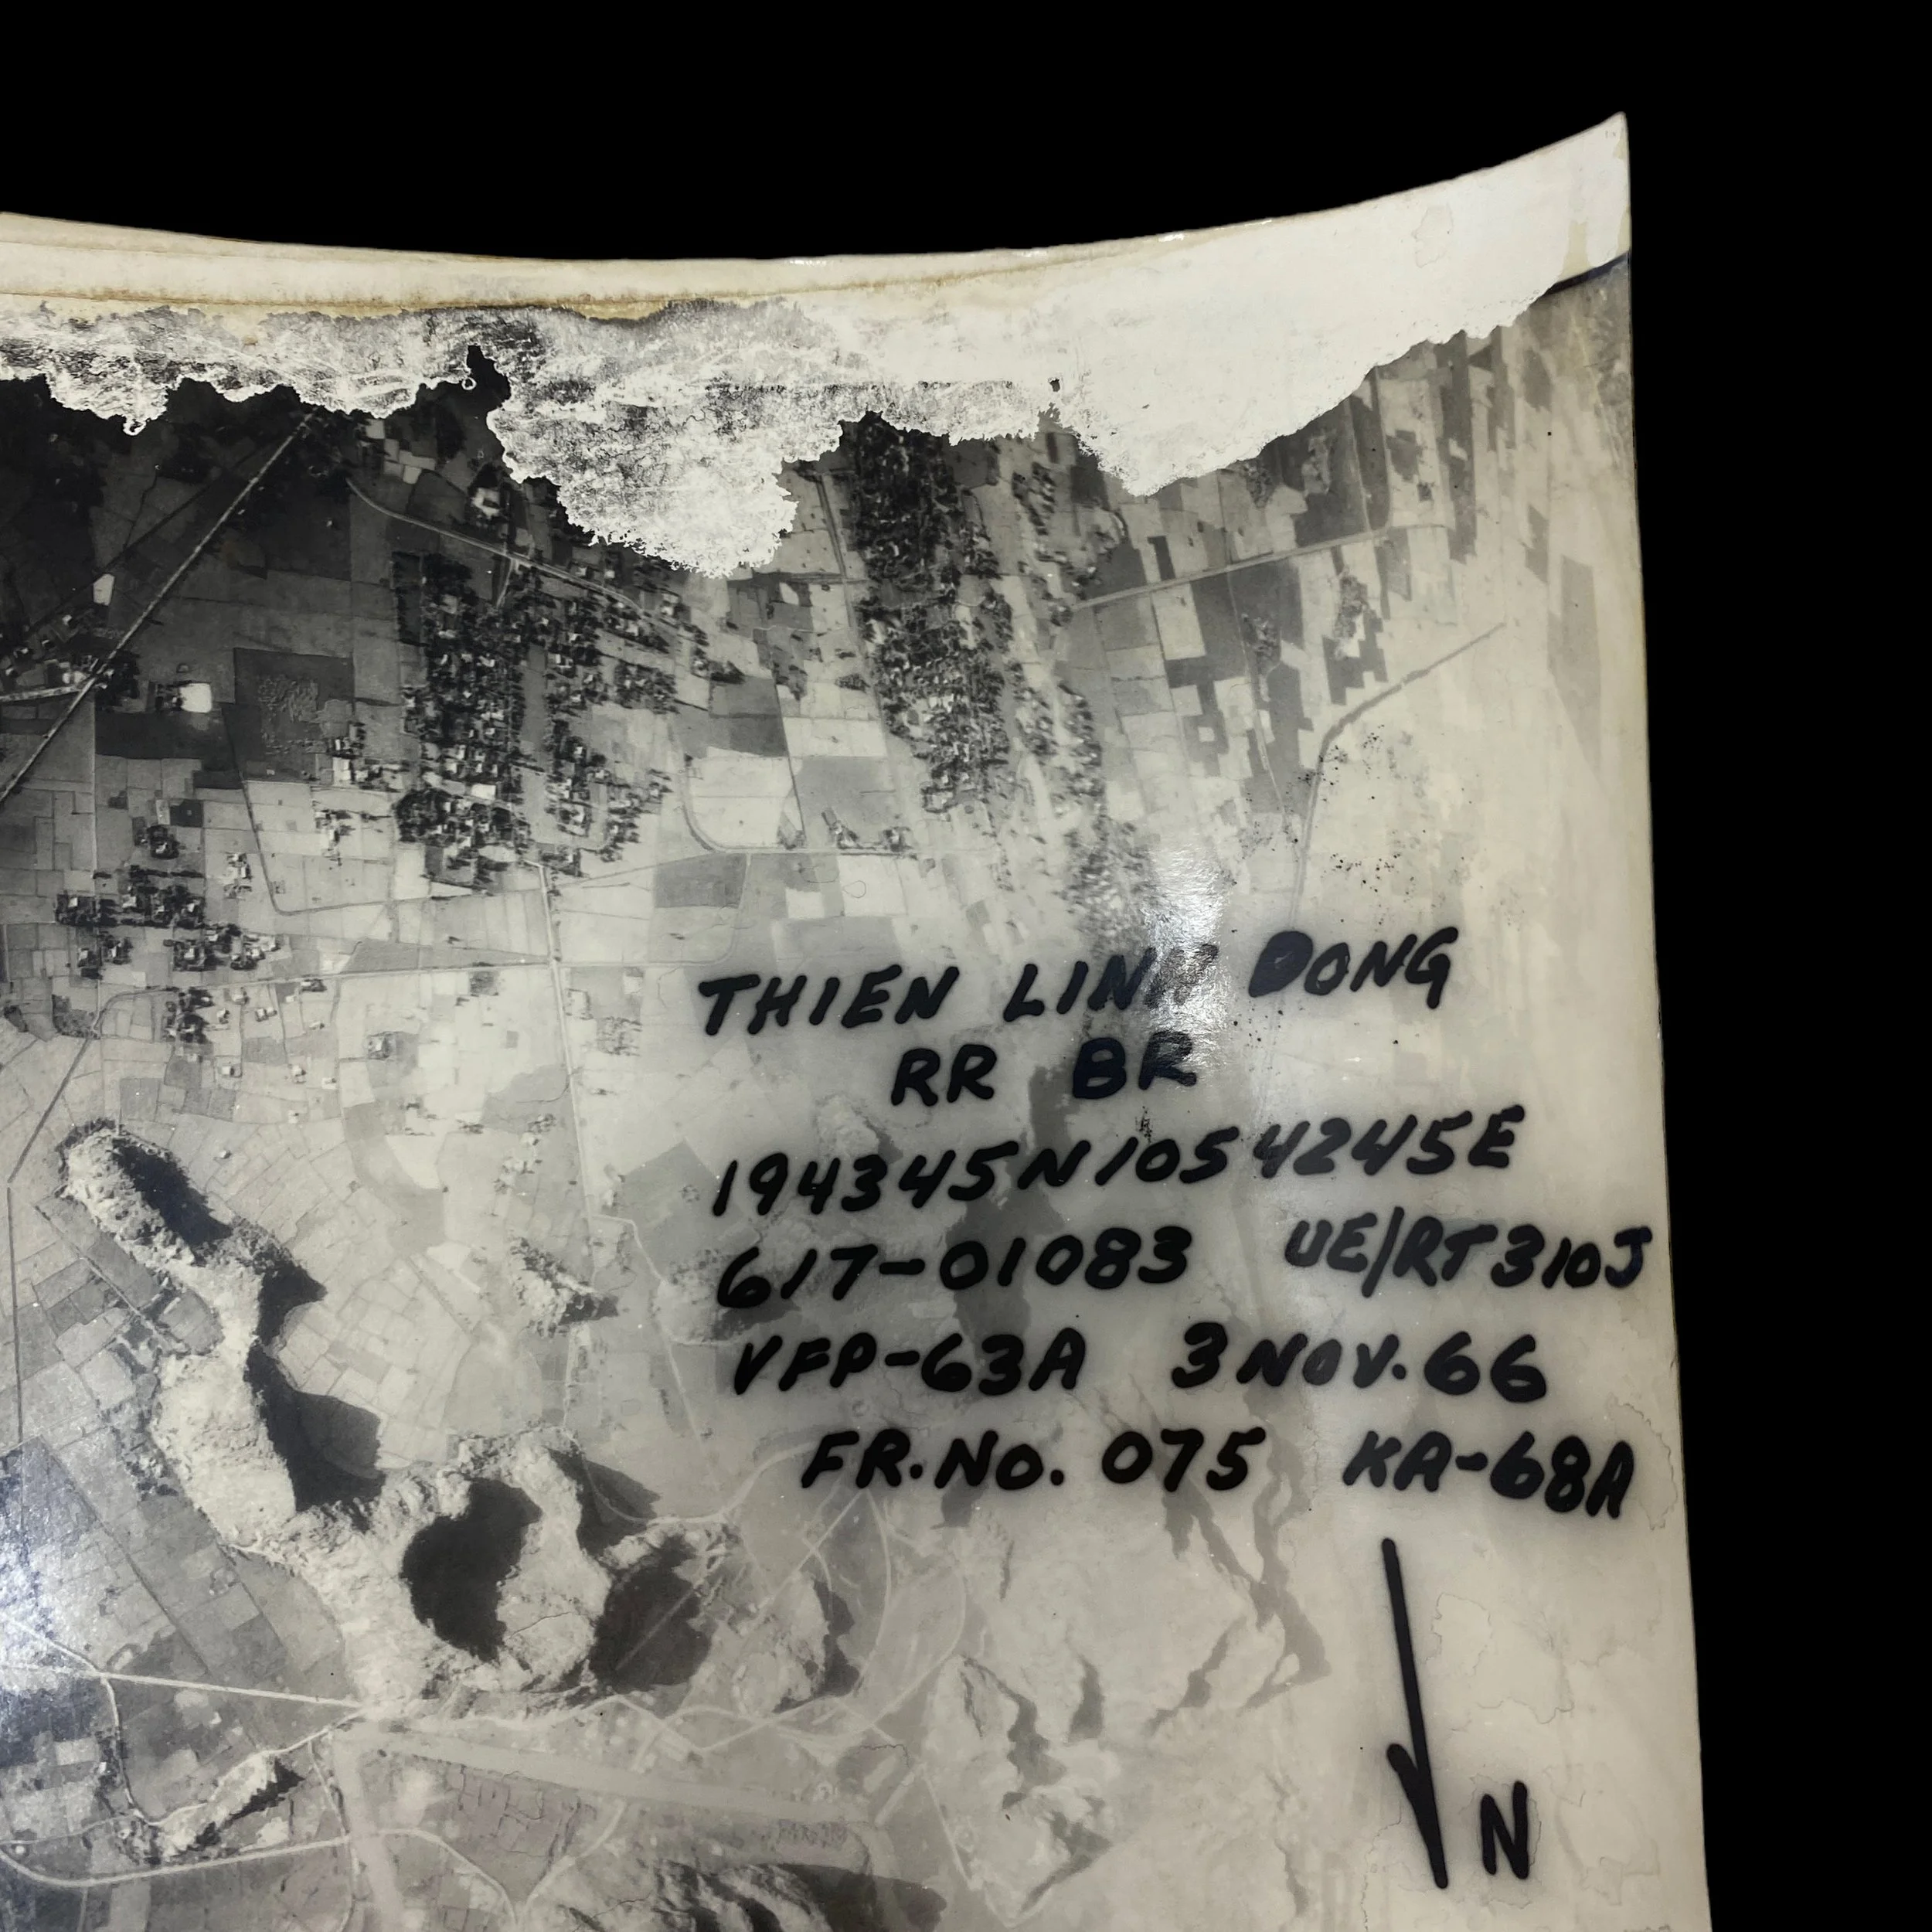 THIEN LINH DONG
RR BR
194345N1054245E
617-01083 UE/RT310J
VFP-63A 3NOV.66
FR.NO. 075 KA-68A
N